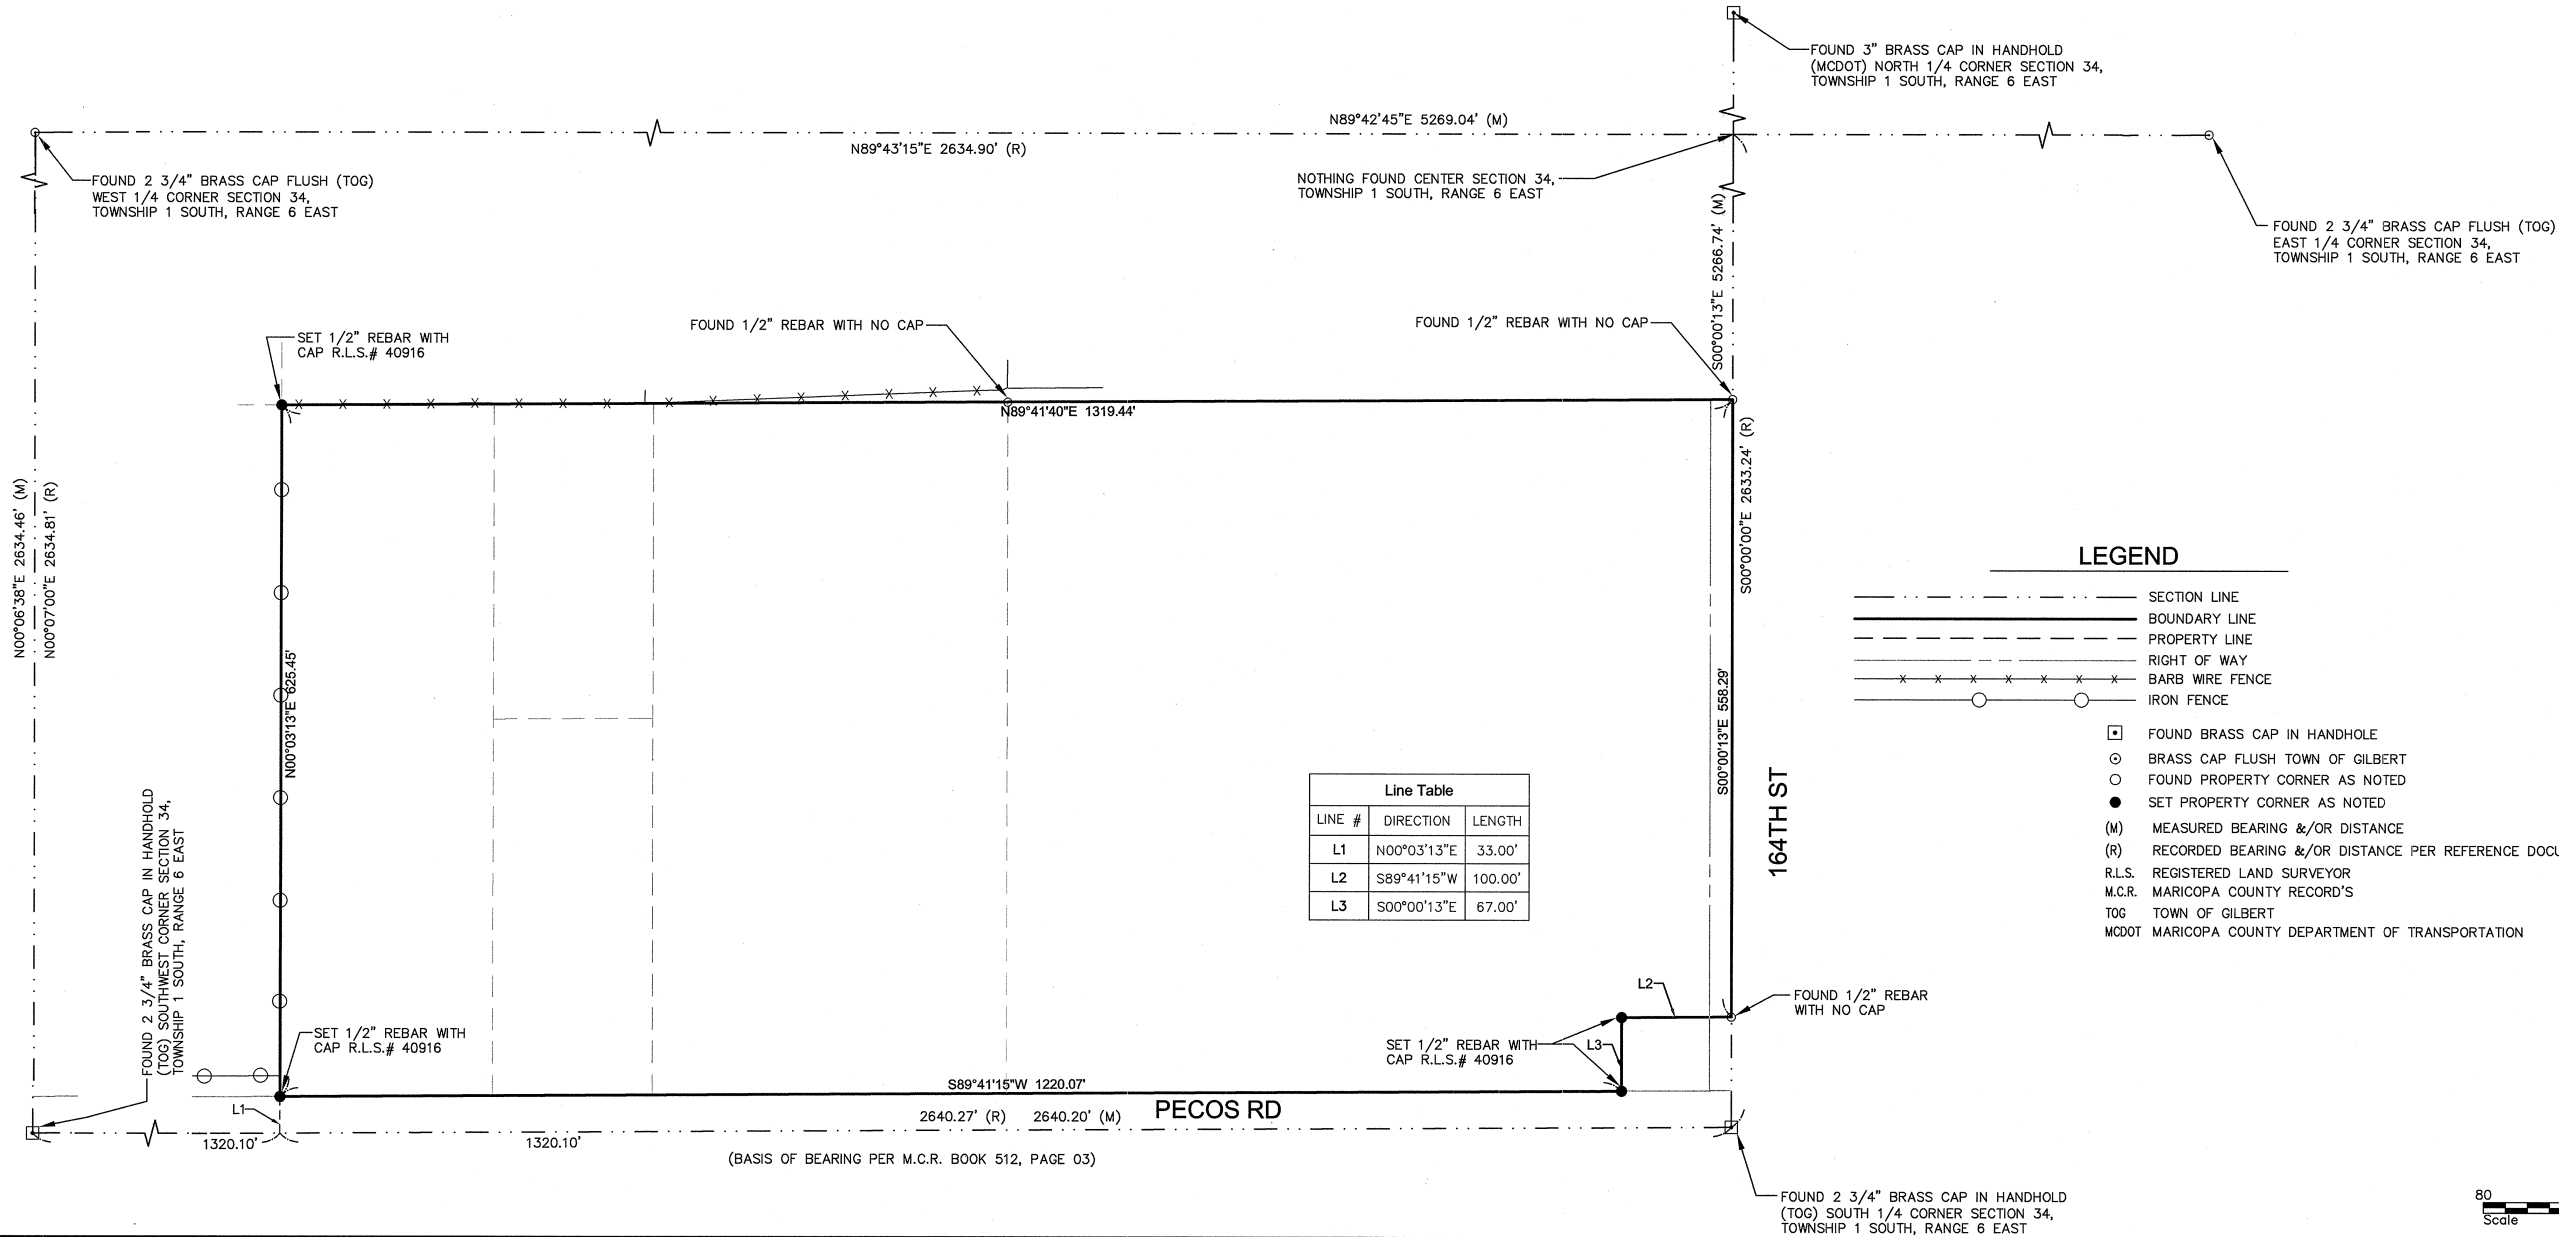 FOUND 3" BRASS CAP IN HANDHOLD
(MCDOT) NORTH 1/4 CORNER SECTION 34,
TOWNSHIP 1 SOUTH, RANGE 6 EAST
N89°42'45"E 5269.04' (M)
N89°43'15"E 2634.90' (R)
FOUND 2 3/4" BRASS CAP FLUSH (TOG)
WEST 1/4 CORNER SECTION 34,
TOWNSHIP 1 SOUTH, RANGE 6 EAST
NOTHING FOUND CENTER SECTION 34,
TOWNSHIP 1 SOUTH, RANGE 6 EAST
FOUND 2 3/4" BRASS CAP FLUSH (TOG)
EAST 1/4 CORNER SECTION 34,
TOWNSHIP 1 SOUTH, RANGE 6 EAST
S00°00'13"E 5266.74' (M)
SET 1/2" REBAR WITH
CAP R.L.S.# 40916
FOUND 1/2" REBAR WITH NO CAP
FOUND 1/2" REBAR WITH NO CAP
N89°41'40"E 1319.44'
S00°00'00"E 2633.24' (R)
N00°06'38"E 2634.46' (M)
N00°07'00"E 2634.81' (R)
N00°03'13"E 625.45'
S00°00'13"E 558.29'
164TH ST
LEGEND
SECTION LINE
BOUNDARY LINE
PROPERTY LINE
RIGHT OF WAY
BARB WIRE FENCE
IRON FENCE
FOUND BRASS CAP IN HANDHOLE
BRASS CAP FLUSH TOWN OF GILBERT
FOUND PROPERTY CORNER AS NOTED
SET PROPERTY CORNER AS NOTED
(M) MEASURED BEARING &/OR DISTANCE
(R) RECORDED BEARING &/OR DISTANCE PER REFERENCE DOCU
R.L.S. REGISTERED LAND SURVEYOR
M.C.R. MARICOPA COUNTY RECORD'S
TOG TOWN OF GILBERT
MCDOT MARICOPA COUNTY DEPARTMENT OF TRANSPORTATION
Line Table
LINE # DIRECTION LENGTH
L1 N00°03'13"E 33.00'
L2 S89°41'15"W 100.00'
L3 S00°00'13"E 67.00'
FOUND 2 3/4" BRASS CAP IN HANDHOLD
(TOG) SOUTHWEST CORNER SECTION 34,
TOWNSHIP 1 SOUTH, RANGE 6 EAST
L2
FOUND 1/2" REBAR
WITH NO CAP
SET 1/2" REBAR WITH
CAP R.L.S.# 40916
L3
SET 1/2" REBAR WITH
CAP R.L.S.# 40916
L1
S89°41'15"W 1220.07'
2640.27' (R) 2640.20' (M)
PECOS RD
1320.10'
1320.10'
(BASIS OF BEARING PER M.C.R. BOOK 512, PAGE 03)
FOUND 2 3/4" BRASS CAP IN HANDHOLD
(TOG) SOUTH 1/4 CORNER SECTION 34,
TOWNSHIP 1 SOUTH, RANGE 6 EAST
80
Scale